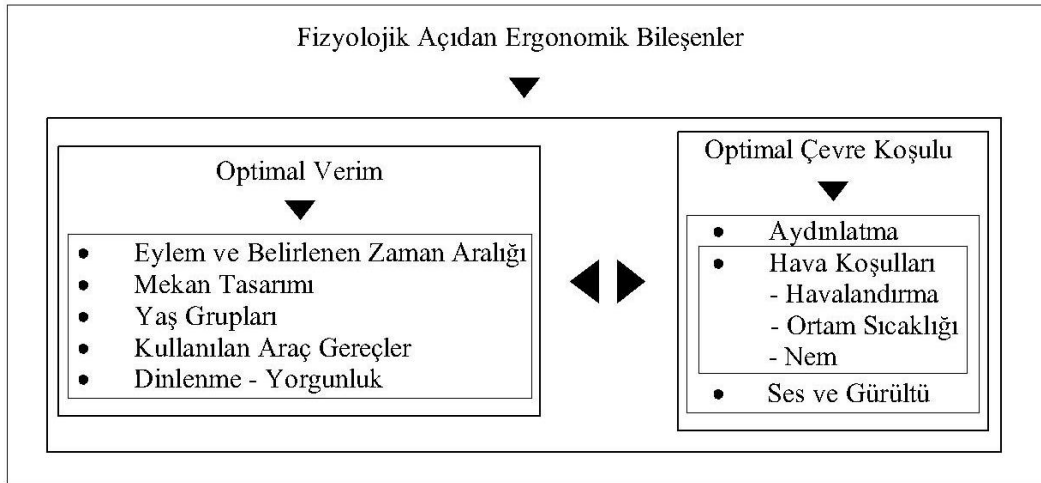 Fizyolojik Açıdan Ergonomik Bileşenler
Optimal Verim
• Eylem ve Belirlenen Zaman Aralığı
• Mekan Tasarımı
• Yaş Grupları
• Kullanılan Araç Gereçler
• Dinlenme - Yorgunluk
Optimal Çevre Koşulu
• Aydınlatma
• Hava Koşulları
- Havalandırma
- Ortam Sıcaklığı
- Nem
• Ses ve Gürültü